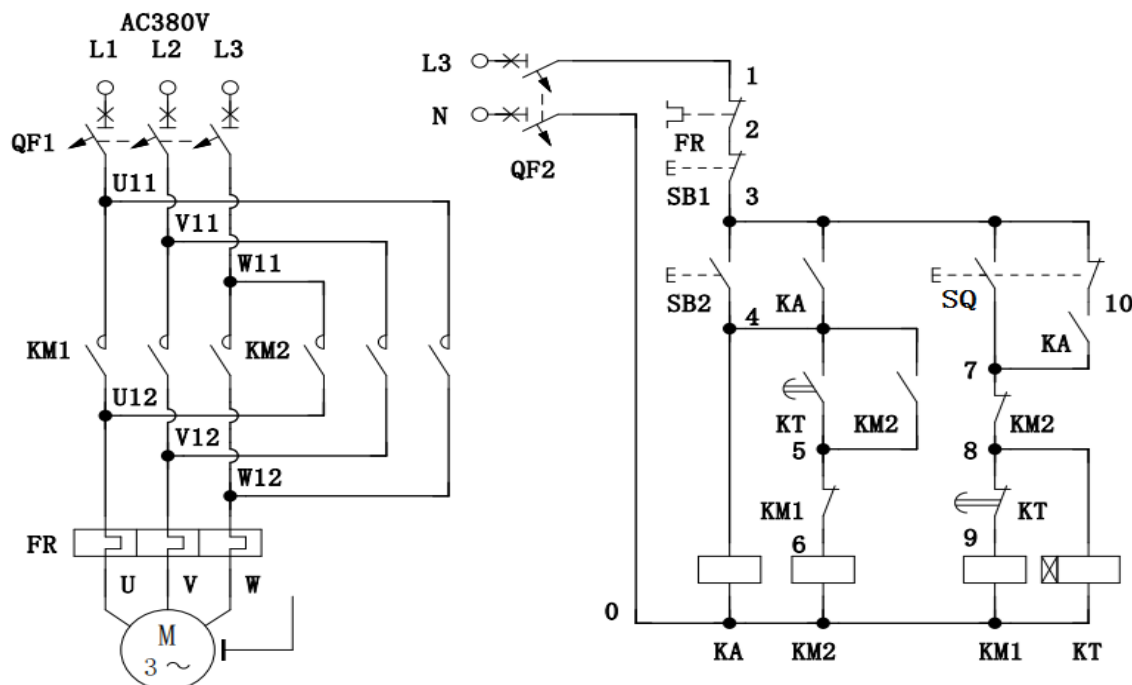 AC380V
L1 L2 L3
QF1
U11
V11
W11
KM1
KM2
U12
V12
W12
FR
U V W
M
3～
L3
N
QF2
1
2
FR
SB1
3
SB2
KA
SQ
10
4
KA
7
KT
KM2
KM2
5
8
KM1
KT
6
9
0
KA KM2 KM1 KT